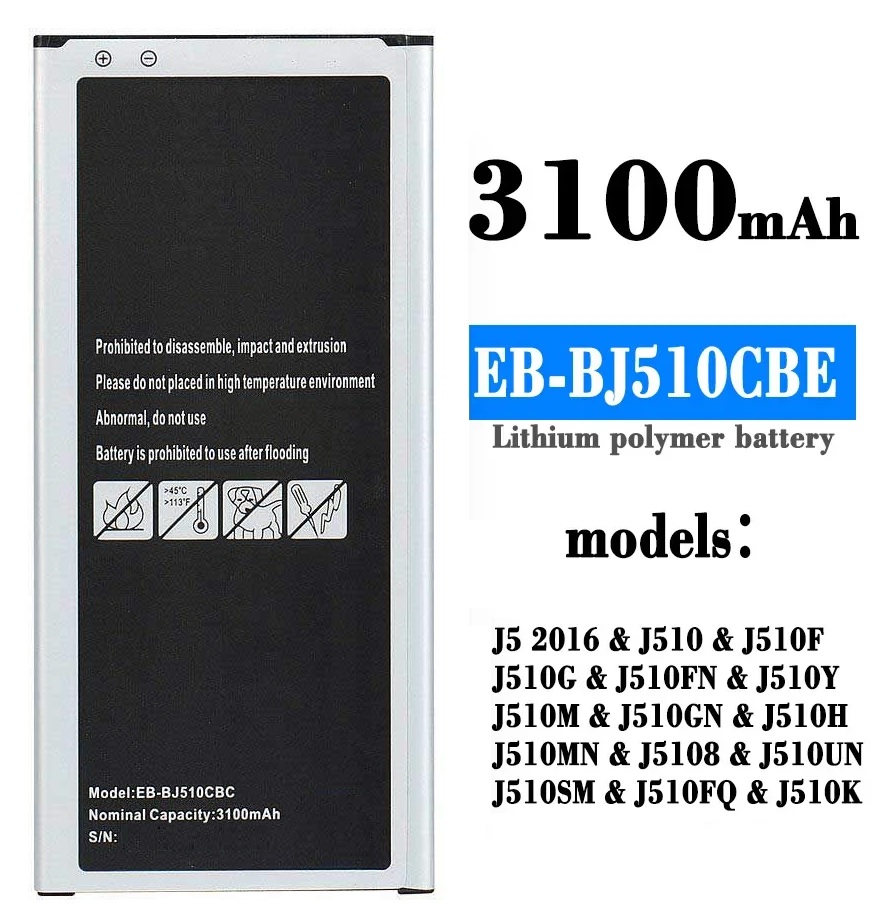 Prohibited to disassemble, impact and extrusion
Please do not placed in high temperature environment
Abnormal, do not use
Battery is prohibited to use after flooding
>45°C
>113°F
Model:EB-BJ510CBC
Nominal Capacity:3100mAh
S/N:
3100mAh
EB-BJ510CBE
Lithium polymer battery
models:
J5 2016 & J510 & J510F
J510G & J510FN & J510Y
J510M & J510GN & J510H
J510MN & J5108 & J510UN
J510SM & J510FQ & J510K